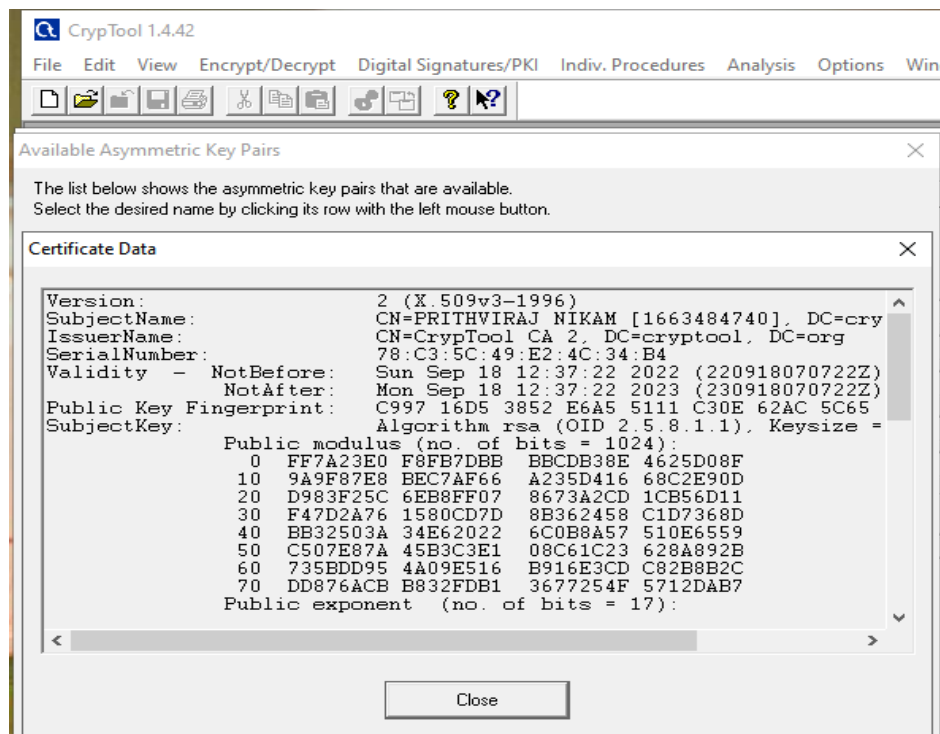 Ct CrypTool 1.4.42
File Edit View Encrypt/Decrypt Digital Signatures/PKI Indiv. Procedures Analysis Options Win
Available Asymmetric Key Pairs
The list below shows the asymmetric key pairs that are available.
Select the desired name by clicking its row with the left mouse button.
Certificate Data
Version: 2 (X.509v3-1996)
SubjectName: CN=PRITHVIRAJ NIKAM [1663484740], DC=cry
IssuerName: CN=CrypTool CA 2, DC=cryptool, DC=org
SerialNumber: 78:C3:5C:49:E2:4C:34:B4
Validity - NotBefore: Sun Sep 18 12:37:22 2022 (220918070722Z)
NotAfter: Mon Sep 18 12:37:22 2023 (230918070722Z)
Public Key Fingerprint: C997 16D5 3852 E6A5 5111 C30E 62AC 5C65
SubjectKey: Algorithm rsa (OID 2.5.8.1.1), Keysize =
Public modulus (no. of bits = 1024):
0 FF7A23E0 F8FB7DBB BBCDB38E 4625D08F
10 9A9F87E8 BEC7AF66 A235D416 68C2E90D
20 D983F25C 6EB8FF07 8673A2CD 1CB56D11
30 F47D2A76 1580CD7D 8B362458 C1D7368D
40 BB32503A 34E62022 6C0B8A57 510E6559
50 C507E87A 45B3C3E1 08C61C23 628A892B
60 735BDD95 4A09E516 B916E3CD C82B8B2C
70 DD876ACB B832FDB1 3677254F 5712DAB7
Public exponent (no. of bits = 17):
Close